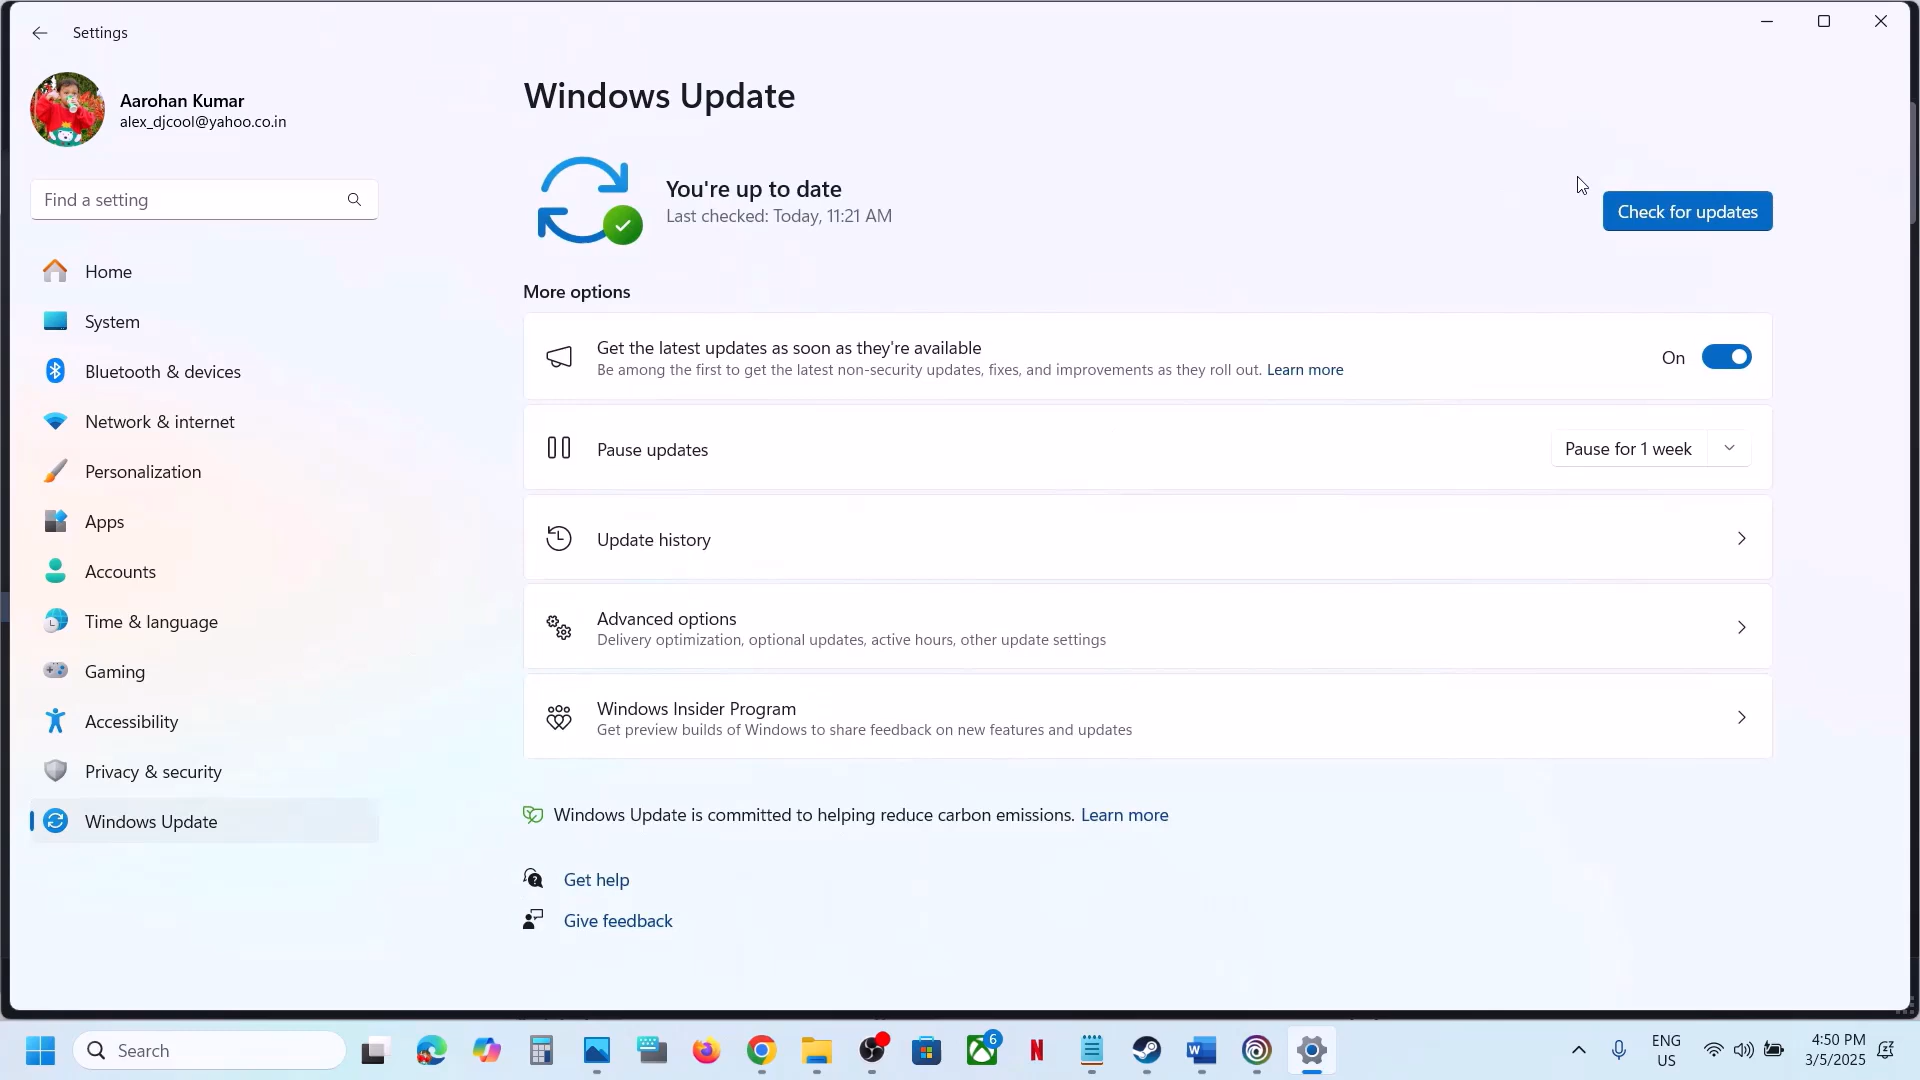 Settings
Aarohan Kumar
alex_djcool@yahoo.co.in
Find a setting
Home
System
Bluetooth & devices
Network & internet
Personalization
Apps
Accounts
Time & language
Gaming
Accessibility
Privacy & security
Windows Update
Windows Update
You're up to date
Last checked: Today, 11:21 AM
Check for updates
More options
Get the latest updates as soon as they're available
Be among the first to get the latest non-security updates, fixes, and improvements as they roll out. Learn more
On
Pause updates
Pause for 1 week
Update history
Advanced options
Delivery optimization, optional updates, active hours, other update settings
Windows Insider Program
Get preview builds of Windows to share feedback on new features and updates
Windows Update is committed to helping reduce carbon emissions. Learn more
Get help
Give feedback
Search
6
ENG
US
4:50 PM
3/5/2025